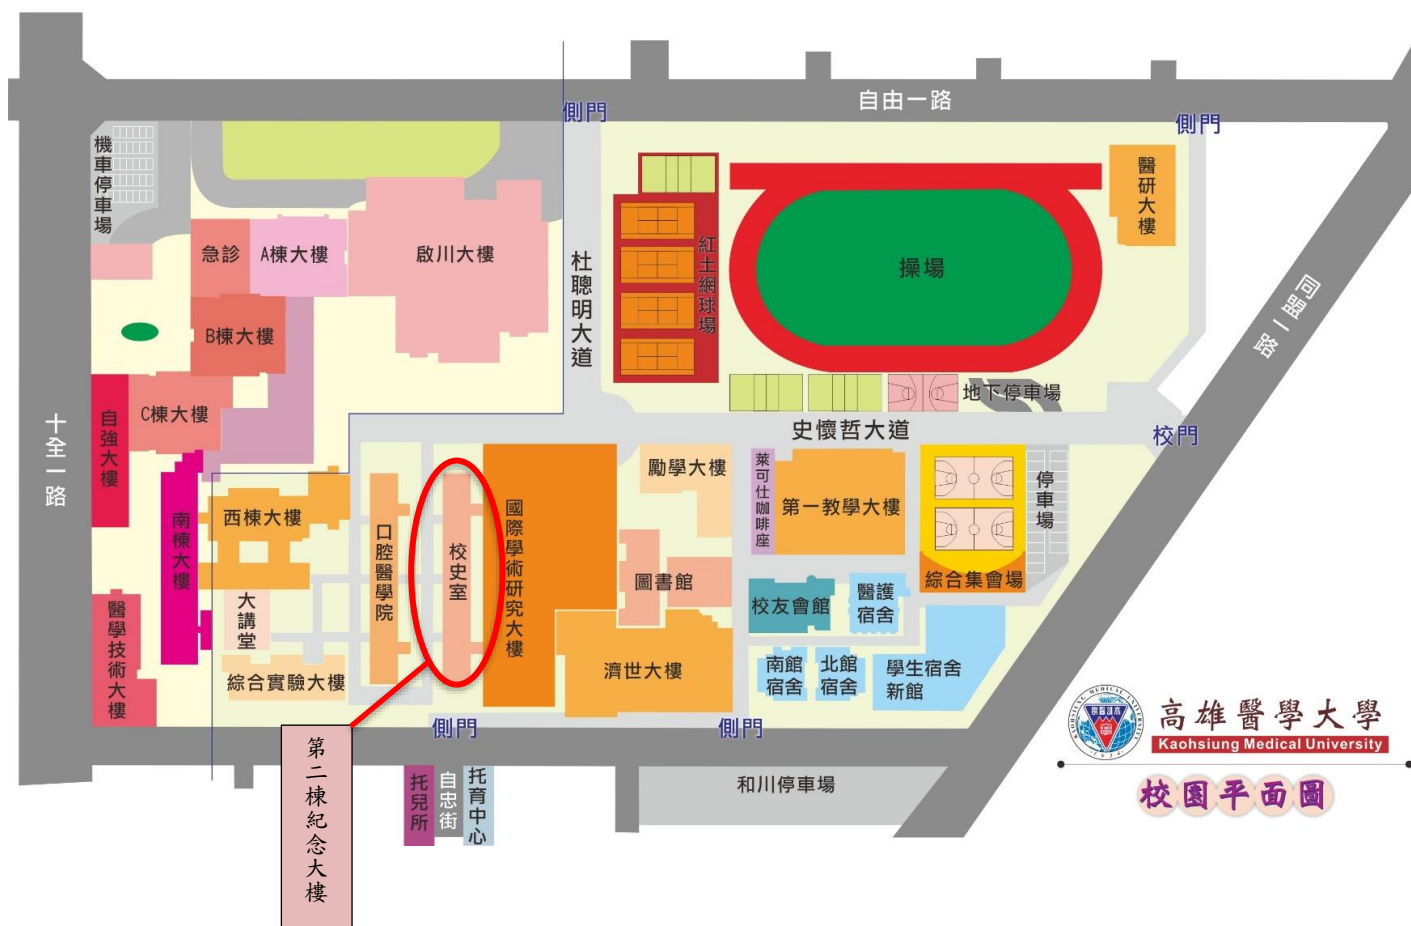 自由一路
側門
側門
機車停車場
醫研大樓
急診
A棟大樓
啟川大樓
杜聰明大道
紅土網球場
操場
同盟一路
B棟大樓
C棟大樓
自強大樓
十全一路
地下停車場
史懷哲大道
校門
南棟大樓
西棟大樓
口腔醫學院
校史室
國際學術研究大樓
勵學大樓
萊可仕咖啡座
第一教學大樓
停車場
綜合集會場
圖書館
校友會館
醫護
宿舍
大講堂
醫學技術大樓
綜合實驗大樓
濟世大樓
南館
宿舍
北館
宿舍
學生宿舍
新館
側門
側門
第二棟紀念大樓
托兒所
自忠街
托育中心
和川停車場
KAOHSIUNG MEDICAL UNIVERSITY
高雄醫學大學
Kaohsiung Medical University
校園平面圖